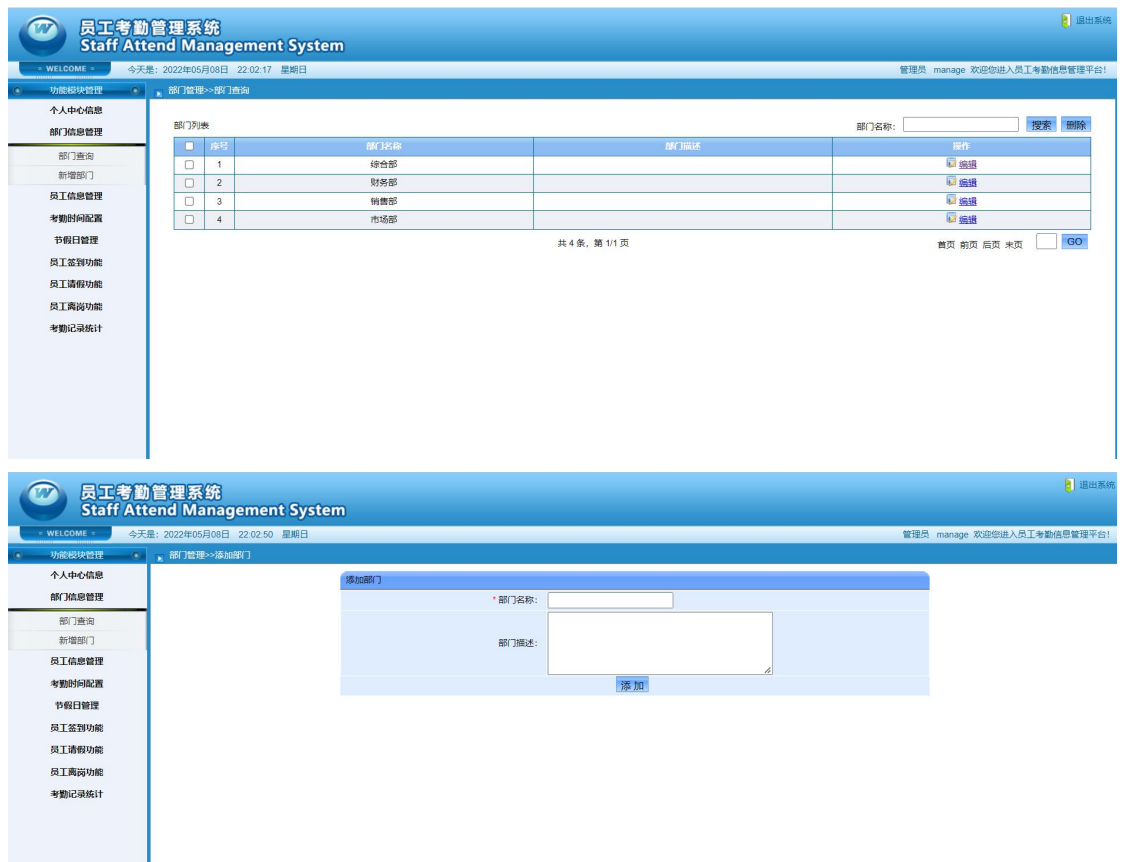 员工考勤管理系统
Staff Attend Management System
退出系统
WELCOME
今天是：2022年05月08日 22:02:17 星期日
管理员 manage 欢迎您进入员工考勤信息管理平台！
功能模块管理
部门管理>>部门查询
个人中心信息
部门信息管理
部门查询
新增部门
员工信息管理
考勤时间配置
节假日管理
员工签到功能
员工请假功能
员工离岗功能
考勤记录统计
部门列表
部门名称：
搜索 删除
序号 部门名称 部门描述 操作
1 综合部 编辑
2 财务部 编辑
3 销售部 编辑
4 市场部 编辑
共 4 条，第 1/1 页
首页 前页 后页 末页 GO
员工考勤管理系统
Staff Attend Management System
退出系统
WELCOME
今天是：2022年05月08日 22:02:50 星期日
管理员 manage 欢迎您进入员工考勤信息管理平台！
功能模块管理
部门管理>>添加部门
个人中心信息
部门信息管理
部门查询
新增部门
员工信息管理
考勤时间配置
节假日管理
员工签到功能
员工请假功能
员工离岗功能
考勤记录统计
添加部门
*部门名称：
部门描述：
添 加